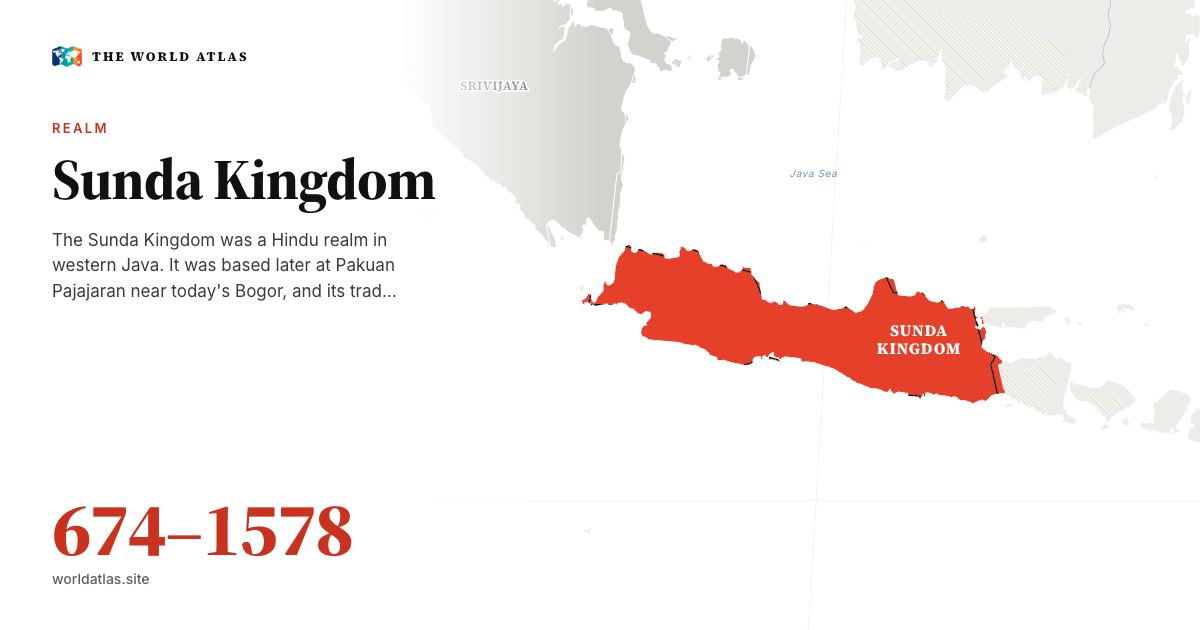 THE WORLD ATLAS
REALM
Sunda Kingdom
The Sunda Kingdom was a Hindu realm in
western Java. It was based later at Pakuan
Pajajaran near today's Bogor, and its trad...
674–1578
worldatlas.site
SRIVIJAYA
Java Sea
SUNDA
KINGDOM